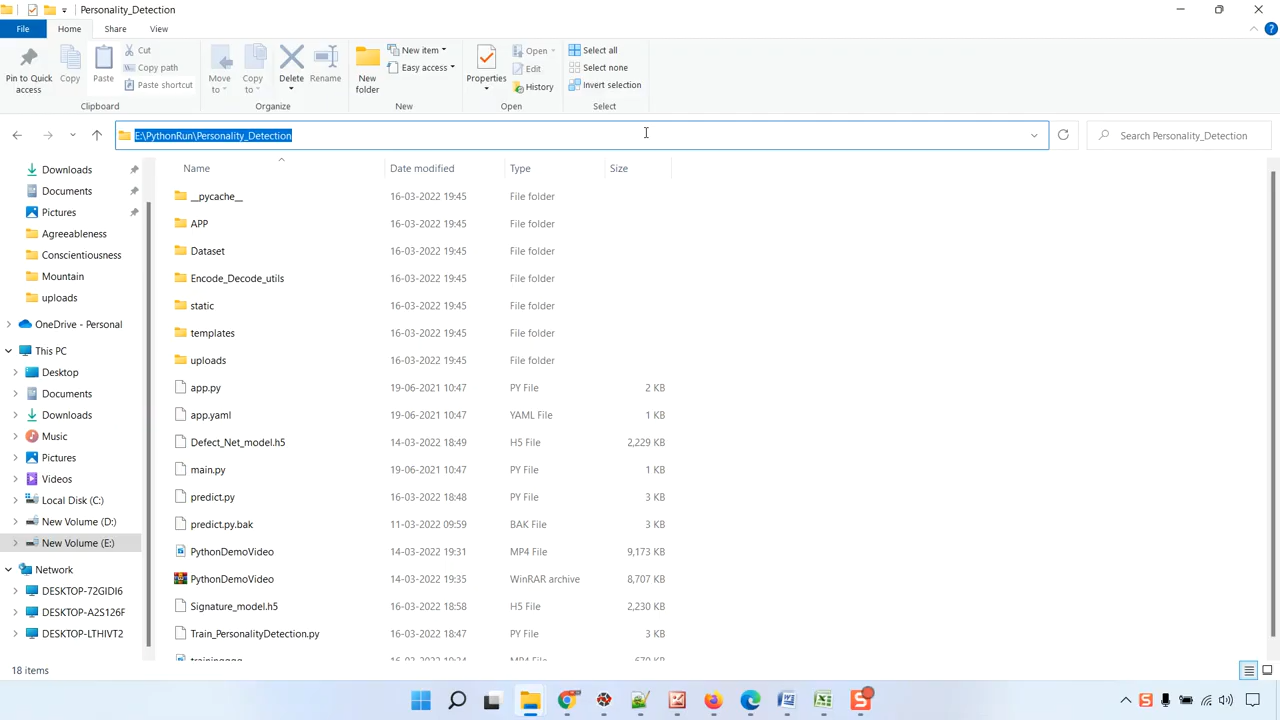 Personality_Detection
File Home Share View
Pin to Quick access
Copy
Paste
Cut
Copy path
Paste shortcut
Clipboard
Move to
Copy to
Delete
Rename
Organize
New folder
New item
Easy access
New
Properties
Open
Edit
History
Open
Select all
Select none
Invert selection
Select
E:\PythonRun\Personality_Detection
Search Personality_Detection
Downloads
Documents
Pictures
Agreeableness
Conscientiousness
Mountain
uploads
OneDrive - Personal
This PC
Desktop
Documents
Downloads
Music
Pictures
Videos
Local Disk (C:)
New Volume (D:)
New Volume (E:)
Network
DESKTOP-72GIDI6
DESKTOP-A2S126F
DESKTOP-LTHIVT2
Name Date modified Type Size
__pycache__ 16-03-2022 19:45 File folder
APP 16-03-2022 19:45 File folder
Dataset 16-03-2022 19:45 File folder
Encode_Decode_utils 16-03-2022 19:45 File folder
static 16-03-2022 19:45 File folder
templates 16-03-2022 19:45 File folder
uploads 16-03-2022 19:45 File folder
app.py 19-06-2021 10:47 PY File 2 KB
app.yaml 19-06-2021 10:47 YAML File 1 KB
Defect_Net_model.h5 14-03-2022 18:49 H5 File 2,229 KB
main.py 19-06-2021 10:47 PY File 1 KB
predict.py 16-03-2022 18:48 PY File 3 KB
predict.py.bak 11-03-2022 09:59 BAK File 3 KB
PythonDemoVideo 14-03-2022 19:31 MP4 File 9,173 KB
PythonDemoVideo 14-03-2022 19:35 WinRAR archive 8,707 KB
Signature_model.h5 16-03-2022 18:58 H5 File 2,230 KB
Train_PersonalityDetection.py 16-03-2022 18:47 PY File 3 KB
16-03-2022 19:34 MP4 File 670 KB
18 items